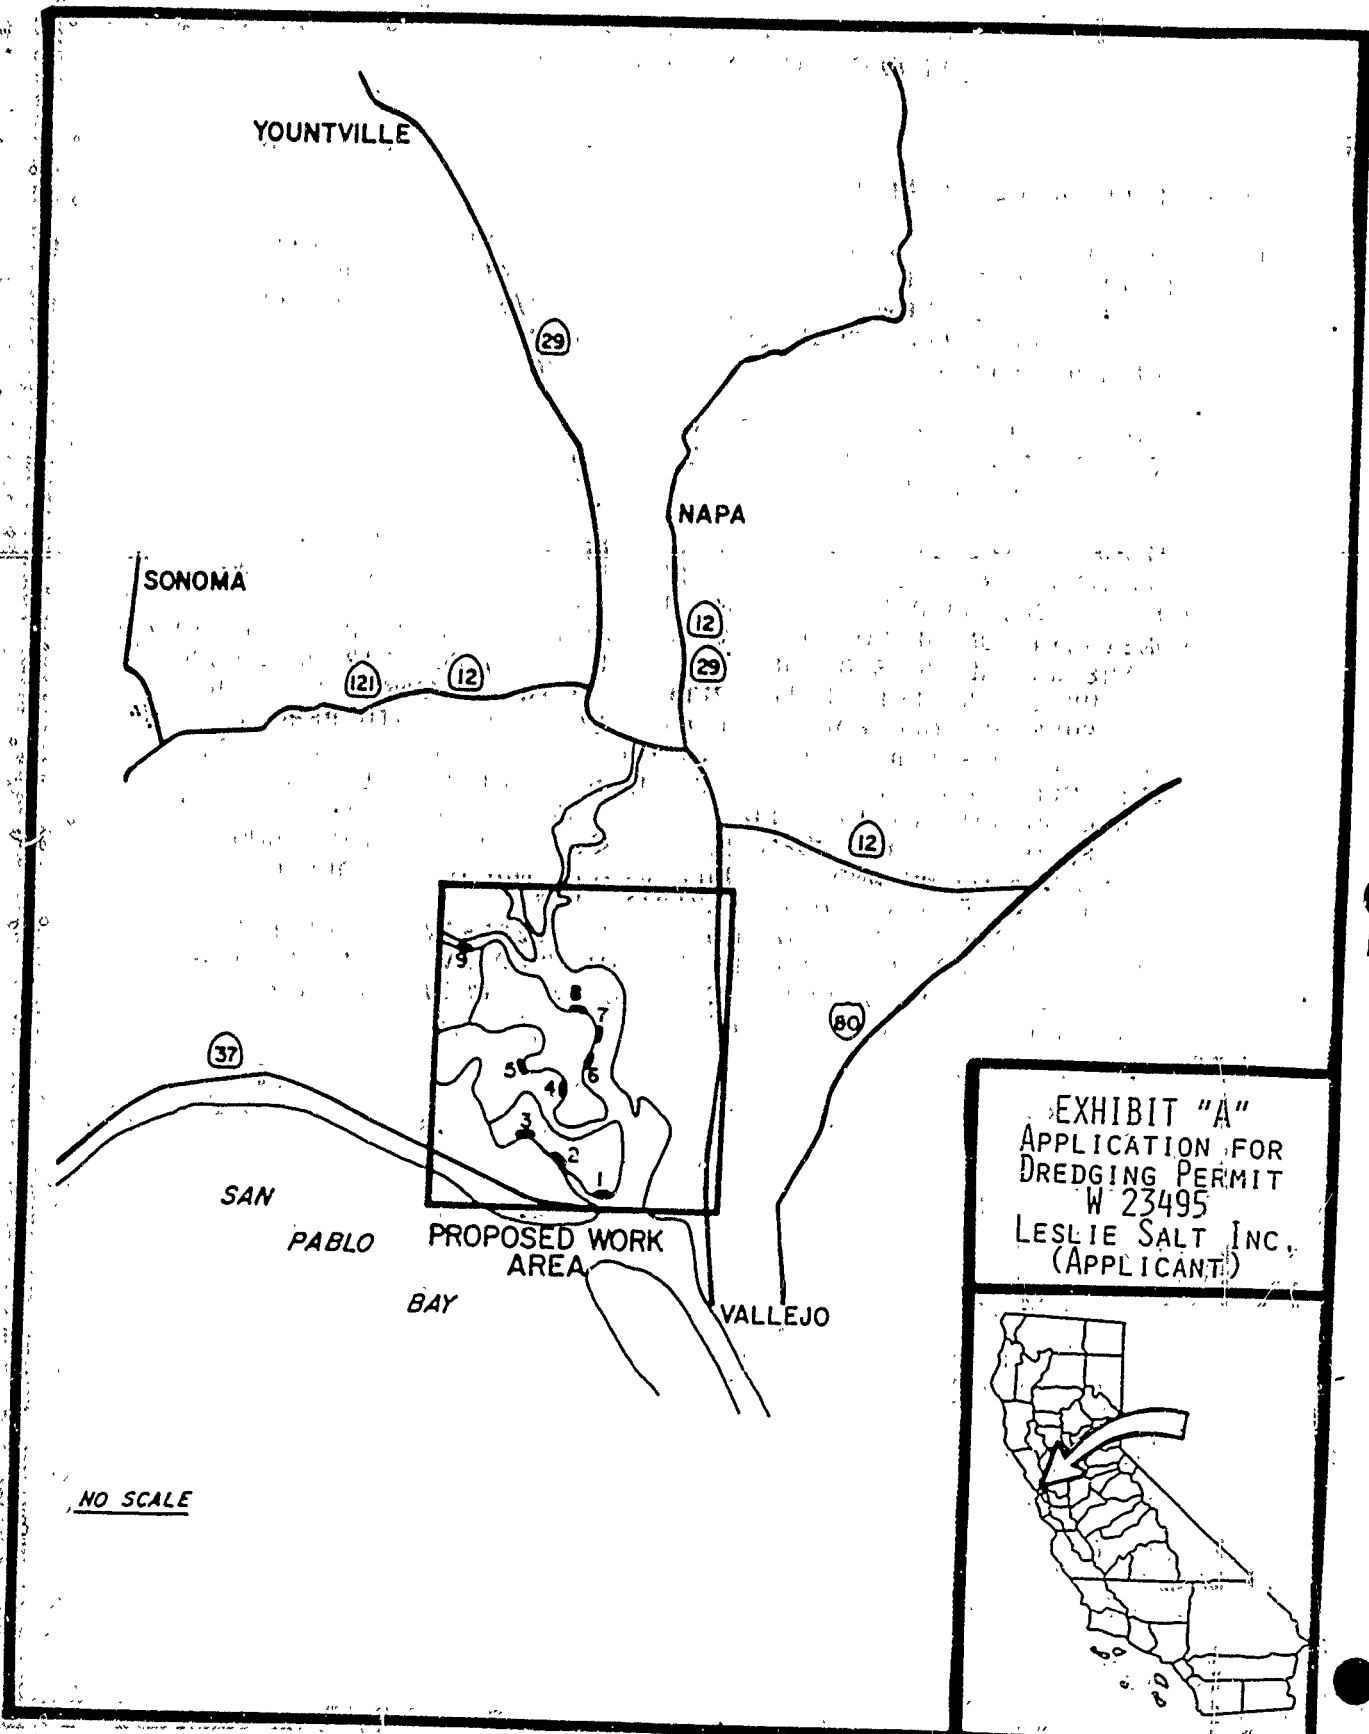 YOUNTVILLE
29
NAPA
SONOMA
12
29
121
12
12
9
8
7
80
37
5
4
6
3
2
1
SAN
PABLO
BAY
PROPOSED WORK
AREA
VALLEJO
NO SCALE
EXHIBIT "A"
APPLICATION FOR
DREDGING PERMIT
W 23495
LESLIE SALT INC.
(APPLICANT)